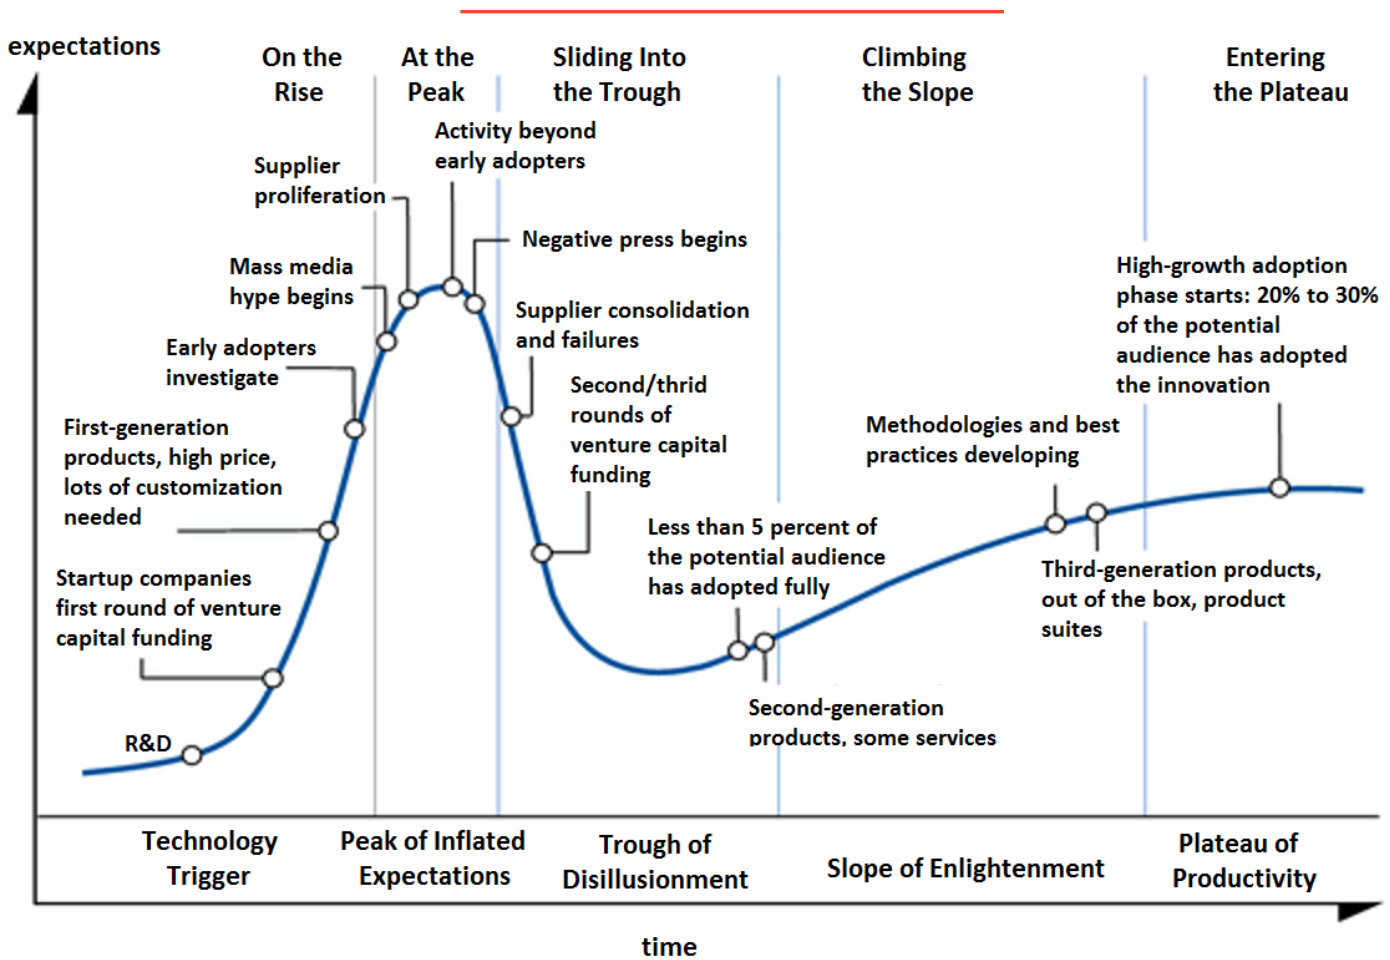 expectations
On the
Rise
At the
Peak
Sliding Into
the Trough
Climbing
the Slope
Entering
the Plateau
Activity beyond
early adopters
Supplier
proliferation
Negative press begins
Mass media
hype begins
High-growth adoption
phase starts: 20% to 30%
of the potential
audience has adopted
the innovation
Supplier consolidation
and failures
Early adopters
investigate
Second/thrid
rounds of
venture capital
funding
First-generation
products, high price,
lots of customization
needed
Methodologies and best
practices developing
Less than 5 percent of
the potential audience
has adopted fully
Startup companies
first round of venture
capital funding
Third-generation products,
out of the box, product
suites
Second-generation
products, some services
R&D
Technology
Trigger
Peak of Inflated
Expectations
Trough of
Disillusionment
Slope of Enlightenment
Plateau of
Productivity
time